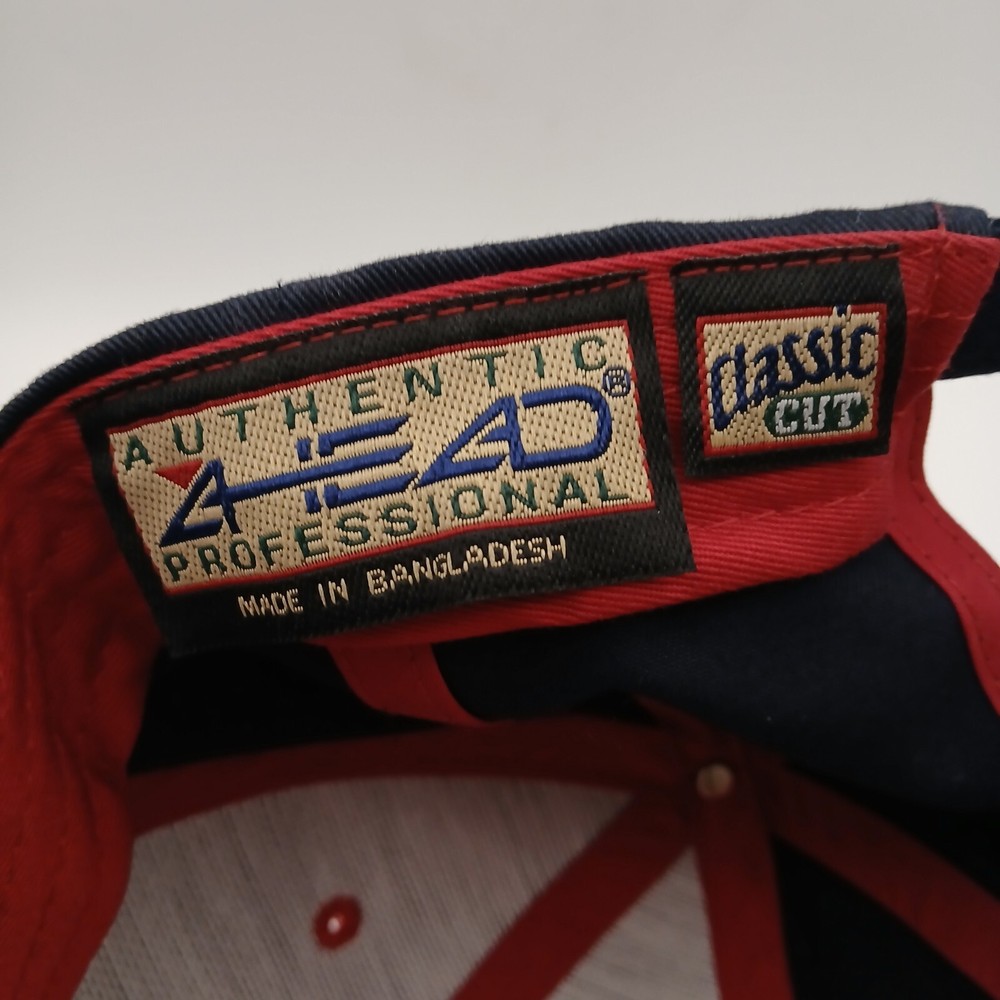 AUTHENTIC
AHEAD®
PROFESSIONAL
MADE IN BANGLADESH
Classic
CUT